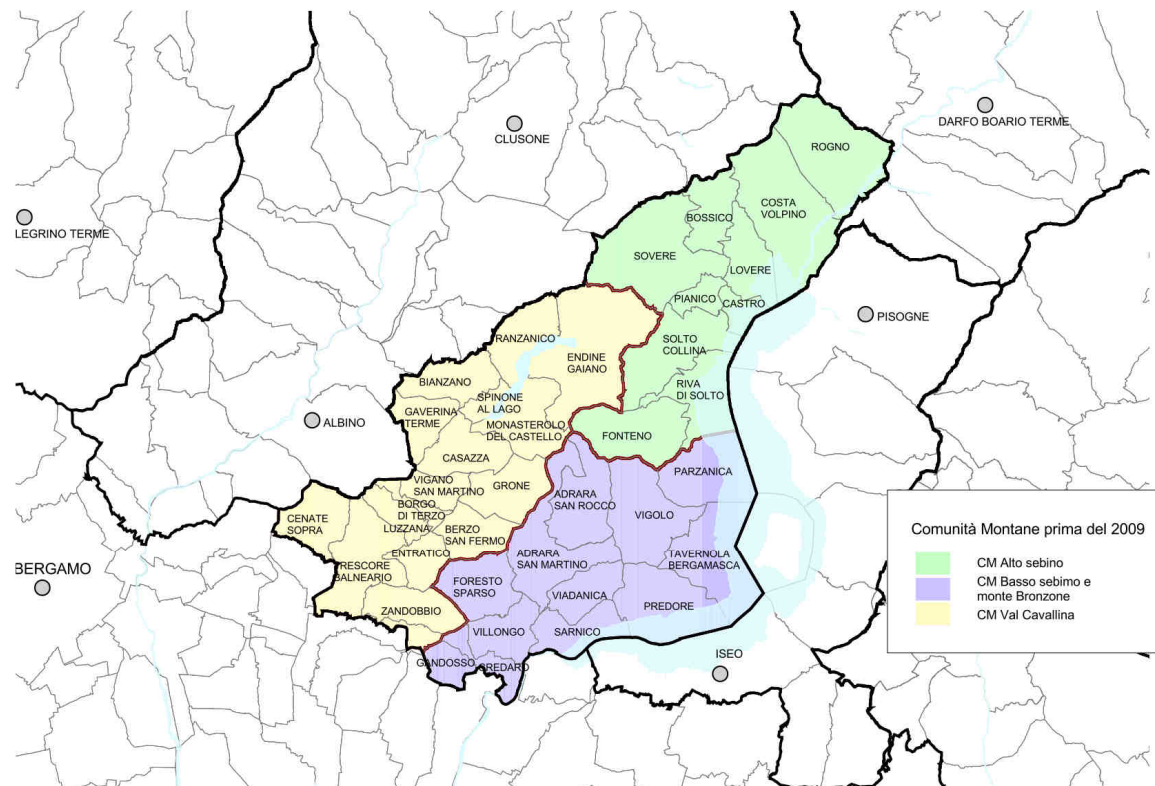 CLUSONE
DARFO BOARIO TERME
ROGNO
LEGRINO TERME
BOSSICO
COSTA
VOLPINO
SOVERE
LOVERE
PIANICO
CASTRO
PISOGNE
RANZANICO
SOLTO
COLLINA
ENDINE
GAIANO
BIANZANO
RIVA
DI SOLTO
SPINONE
AL LAGO
GAVERINA
TERME
ALBINO
MONASTEROLO
DEL CASTELLO
FONTENO
CASAZZA
PARZANICA
VIGANO
SAN MARTINO
GRONE
ADRARA
SAN ROCCO
BORGO
DI TERZO
VIGOLO
CENATE
SOPRA
LUZZANA
BERZO
SAN FERMO
ENTRATICO
ADRARA
SAN MARTINO
TAVERNOLA
BERGAMASCA
BERGAMO
RESCORE
BALNEARIO
FORESTO
SPARSO
VIADANICA
PREDORE
ZANDOBBIO
VILLONGO
SARNICO
GANDOSSO
CREDARO
ISEO
Comunità Montane prima del 2009
CM Alto sebino
CM Basso sebimo e
monte Bronzone
CM Val Cavallina